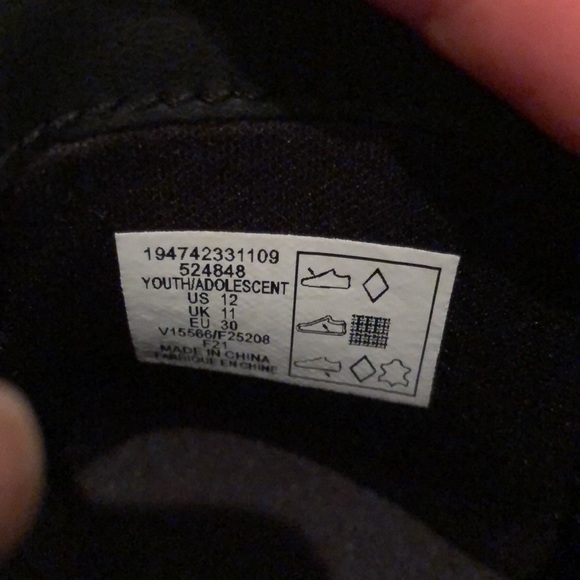 194742331109
524848
YOUTH/ADOLESCENT
US 12
UK 11
EU 30
V15566/F25208
F21
MADE IN CHINA
FABRIQUE EN CHINE